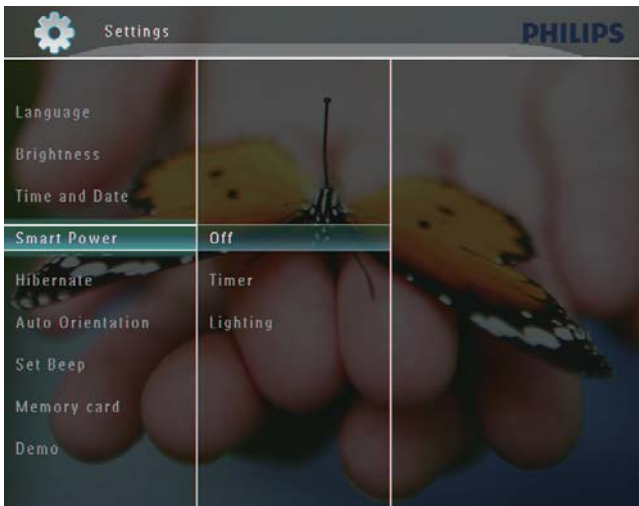 Settings
PHILIPS
Language
Brightness
Time and Date
Smart Power
Off
Hibernate
Timer
Auto Orientation
Lighting
Set Beep
Memory card
Demo